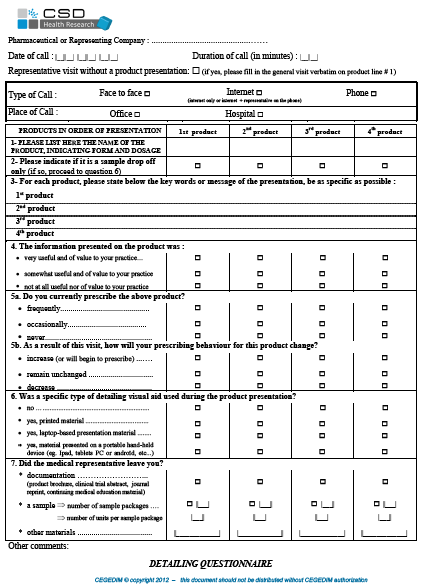 CSD
Health Research
Pharmaceutical or Representing Company : ................................................
Date of call : Duration of call (in minutes) :
Representative visit without a product presentation: (if yes, please fill in the general visit verbatim on product line # 1)
Type of Call : Face to face Internet Phone
(internet only or internet + representative on the phone)
Place of Call : Office Hospital
PRODUCTS IN ORDER OF PRESENTATION 1st product 2nd product 3rd product 4th product
1- PLEASE LIST HERE THE NAME OF THE
PRODUCT, INDICATING FORM AND DOSAGE
2- Please indicate if it is a sample drop off
only (if so, proceed to question 6)
3- For each product, please state below the key words or message of the presentation, be as specific as possible :
1st product
2nd product
3rd product
4th product
4. The information presented on the product was :
• very useful and of value to your practice...
• somewhat useful and of value to your practice
• not at all useful nor of value to your practice
5a. Do you currently prescribe the above product?
• frequently...................................
• occasionally................................
• never..........................................
5b. As a result of this visit, how will your prescribing behaviour for this product change?
• increase (or will begin to prescribe) .......
• remain unchanged .........................
• decrease ......................................
6. Was a specific type of detailing visual aid used during the product presentation?
• no ..............................................
• yes, printed material .........................
• yes, laptop-based presentation material .......
• yes, material presented on a portable hand-held
device (eg. Ipad, tablets PC or android, etc...)
7. Did the medical representative leave you?
* documentation ............................
(product brochure, clinical trial abstract, journal
reprint, continuing medical education material)
* a sample ⇒ number of sample packages ....
⇒ number of units per sample package
* other materials ..............................
Other comments:
DETAILING QUESTIONNAIRE
CEGEDIM © copyright 2012 – this document should not be distributed without CEGEDIM authorization